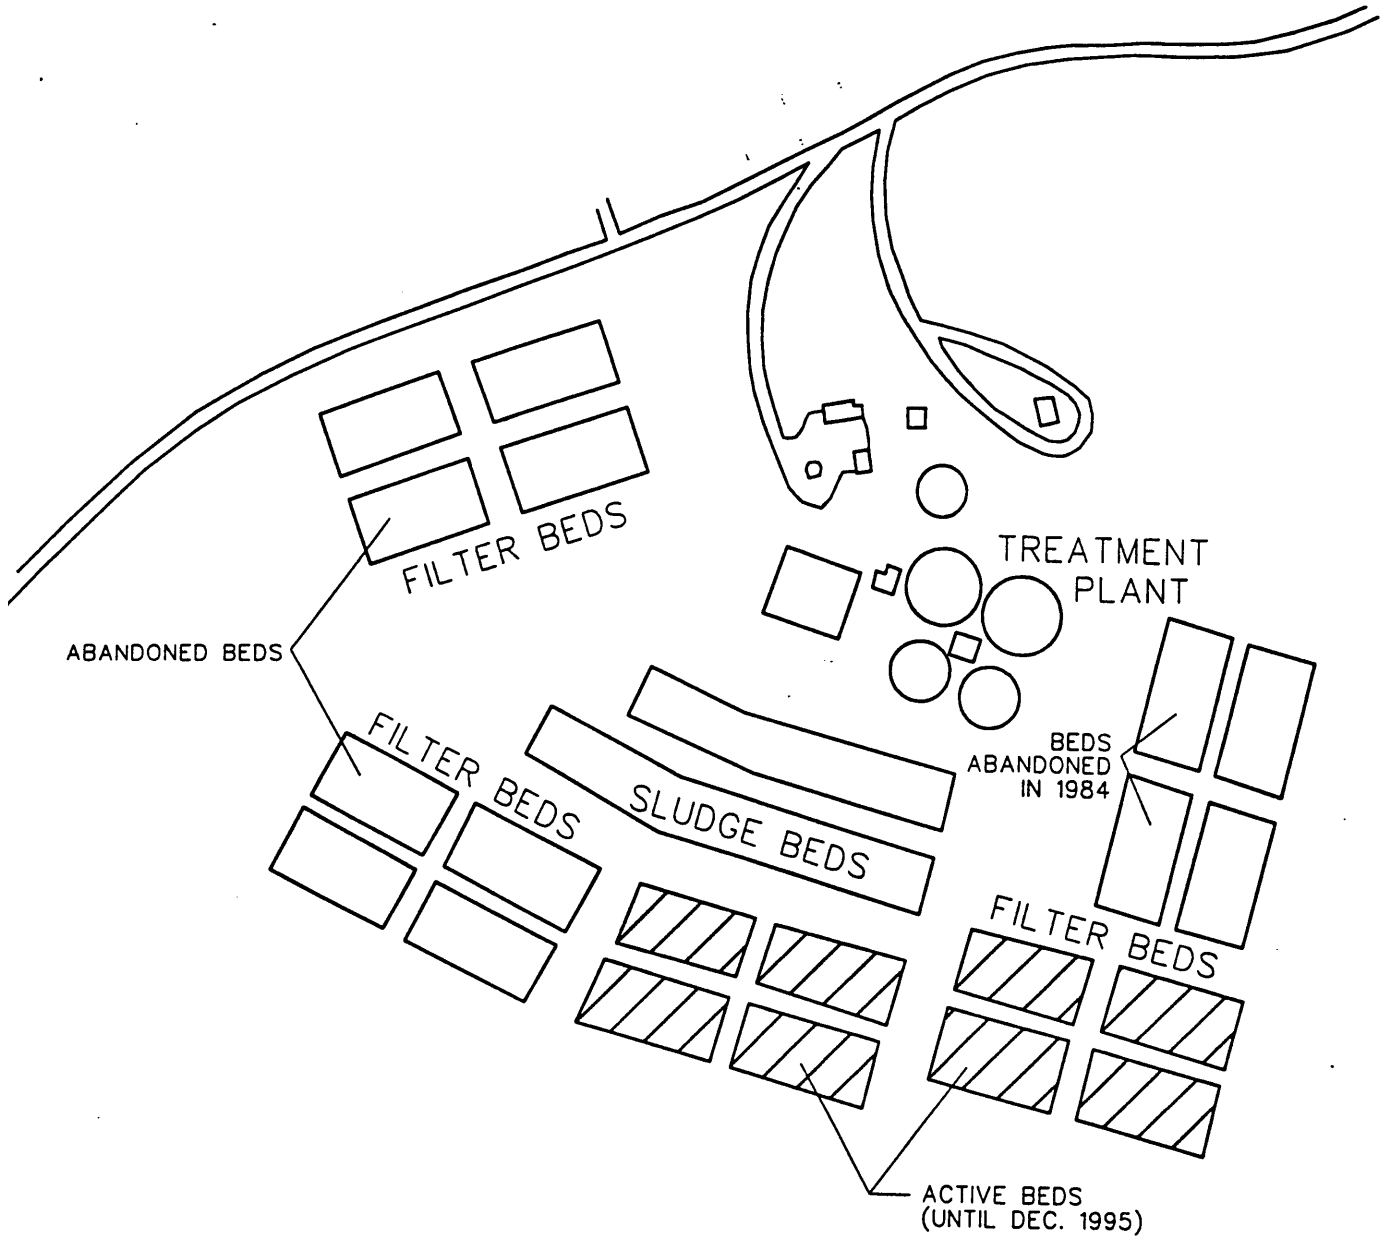 FILTER BEDS
TREATMENT
PLANT
ABANDONED BEDS
FILTER BEDS
BEDS
ABANDONED
IN 1984
SLUDGE BEDS
FILTER BEDS
ACTIVE BEDS
(UNTIL DEC. 1995)